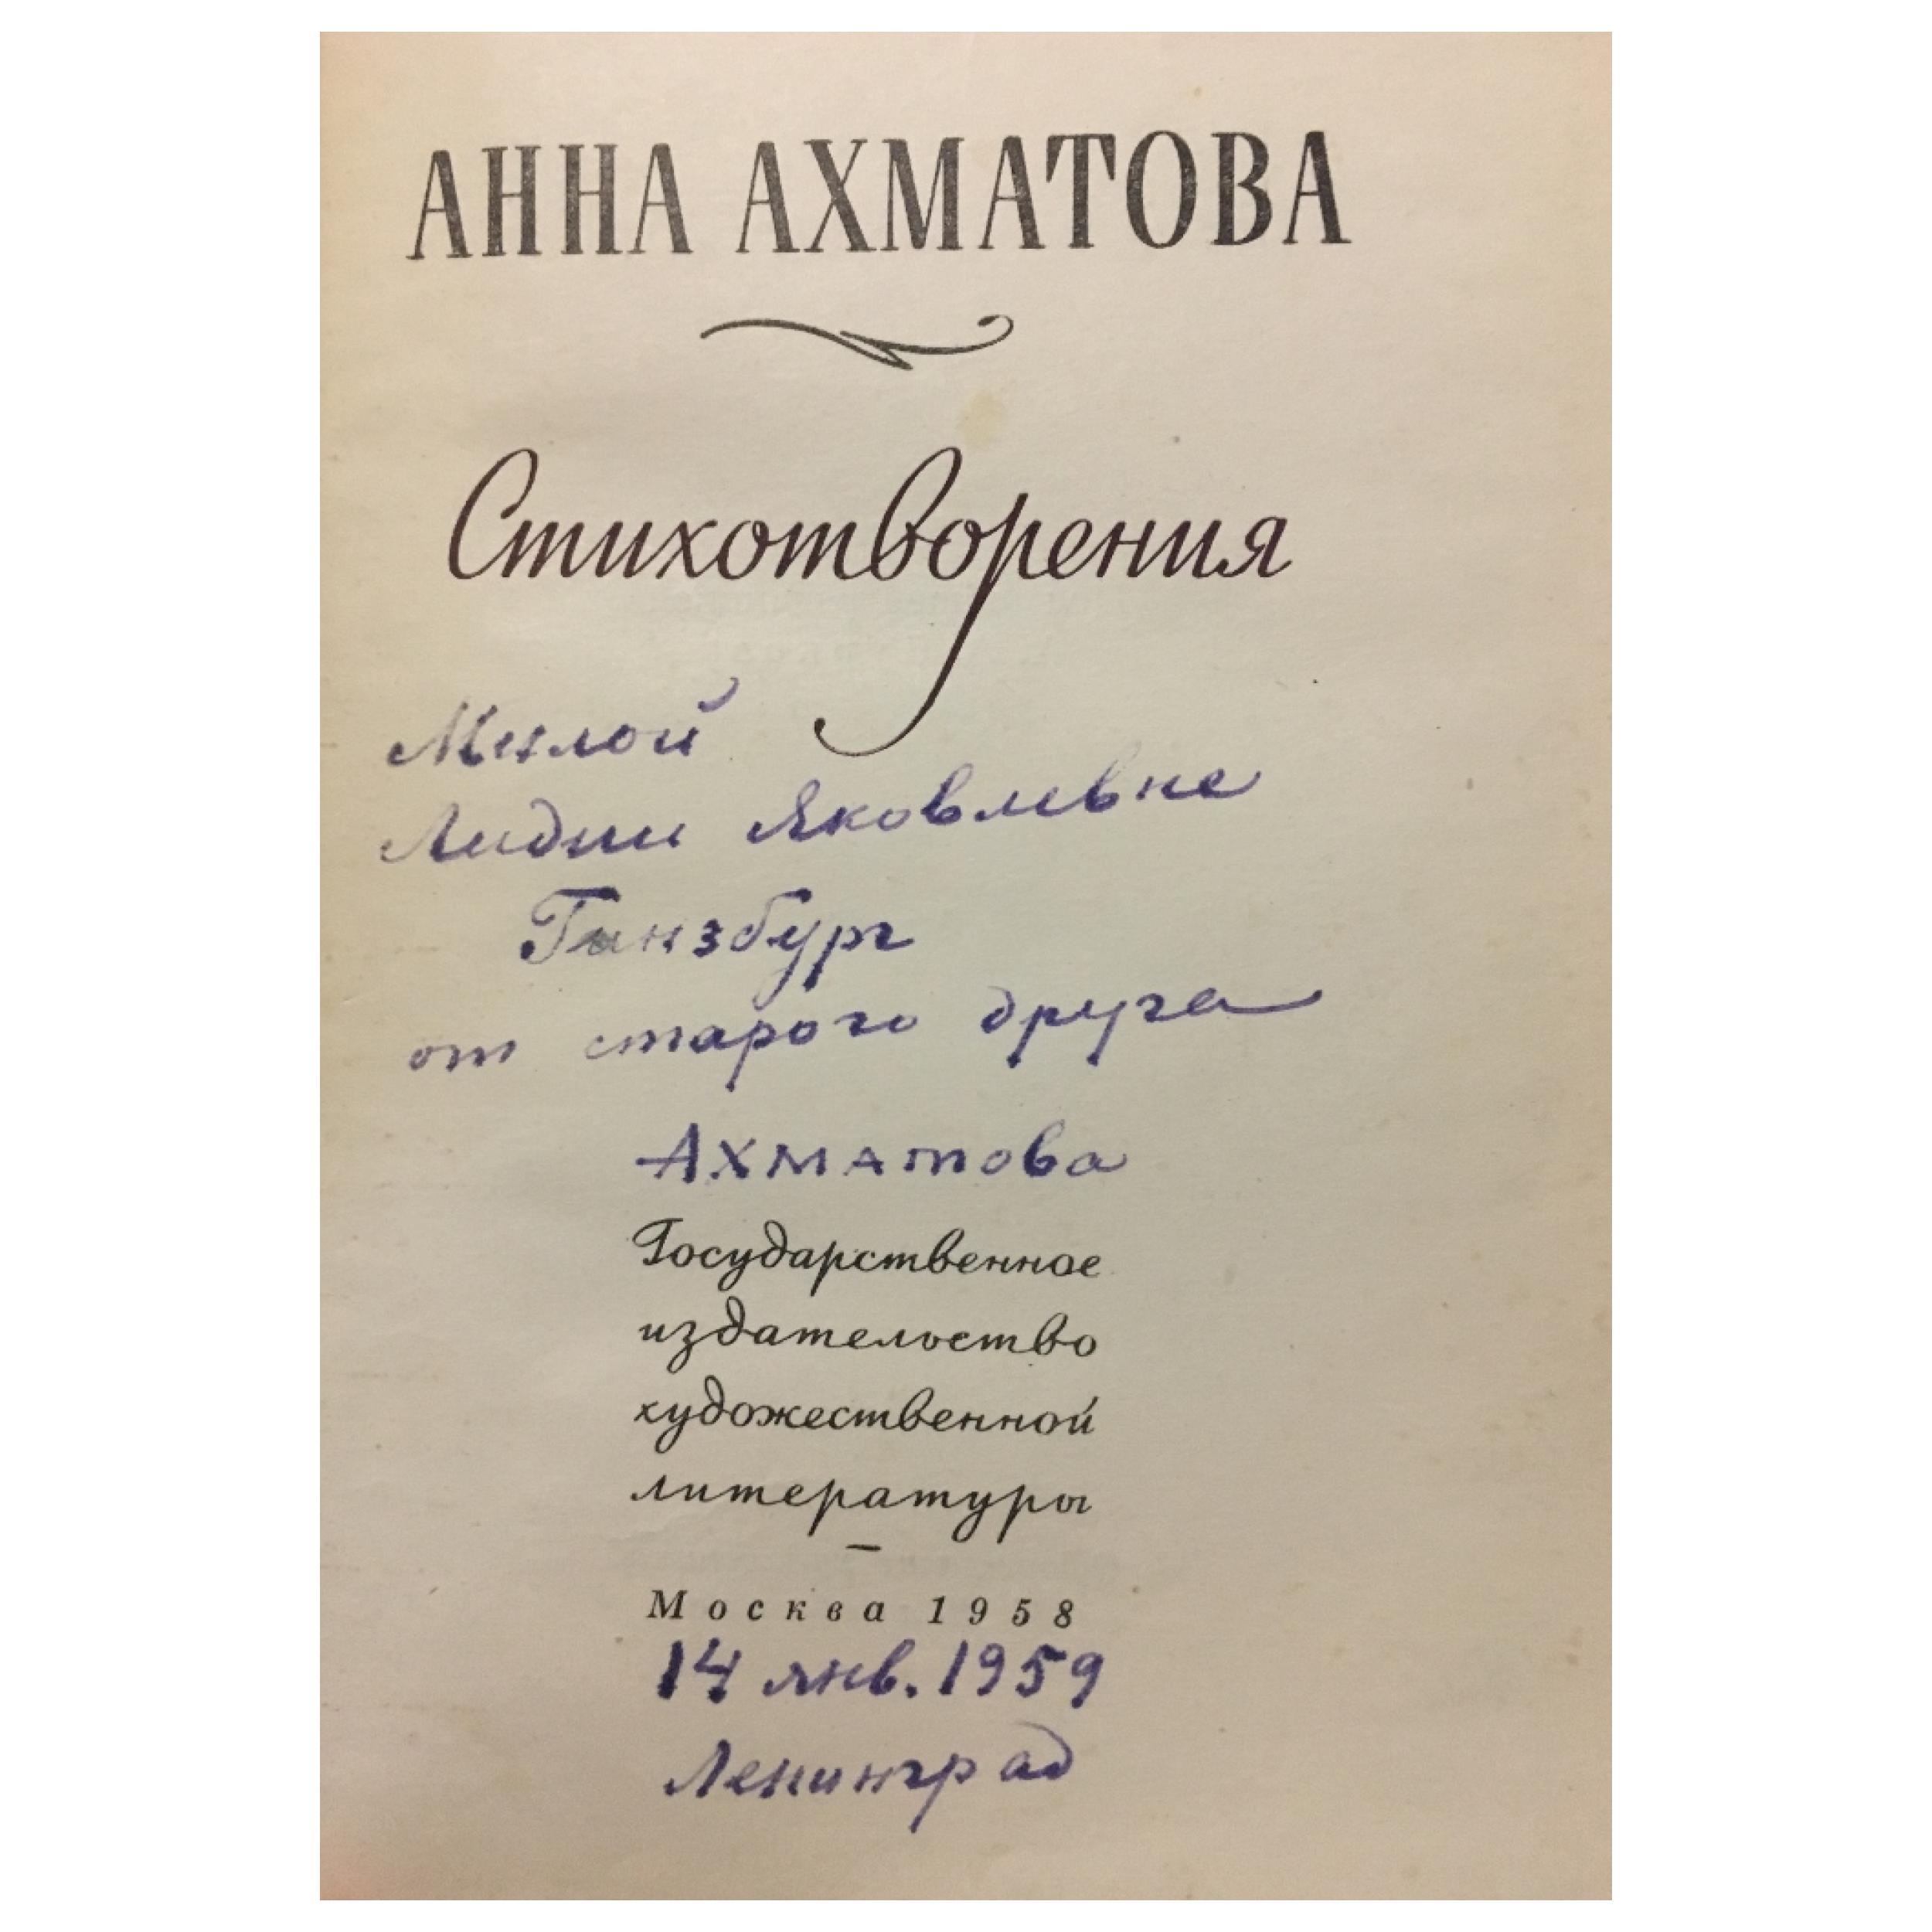 АННА АХМАТОВА
Стихотворения
Милой
Лидии Яковлевне
Гинзбург
от старого друга
Ахматова
Государственное
издательство
художественной
литературы
Москва 1958
14 янв. 1959
Ленинград